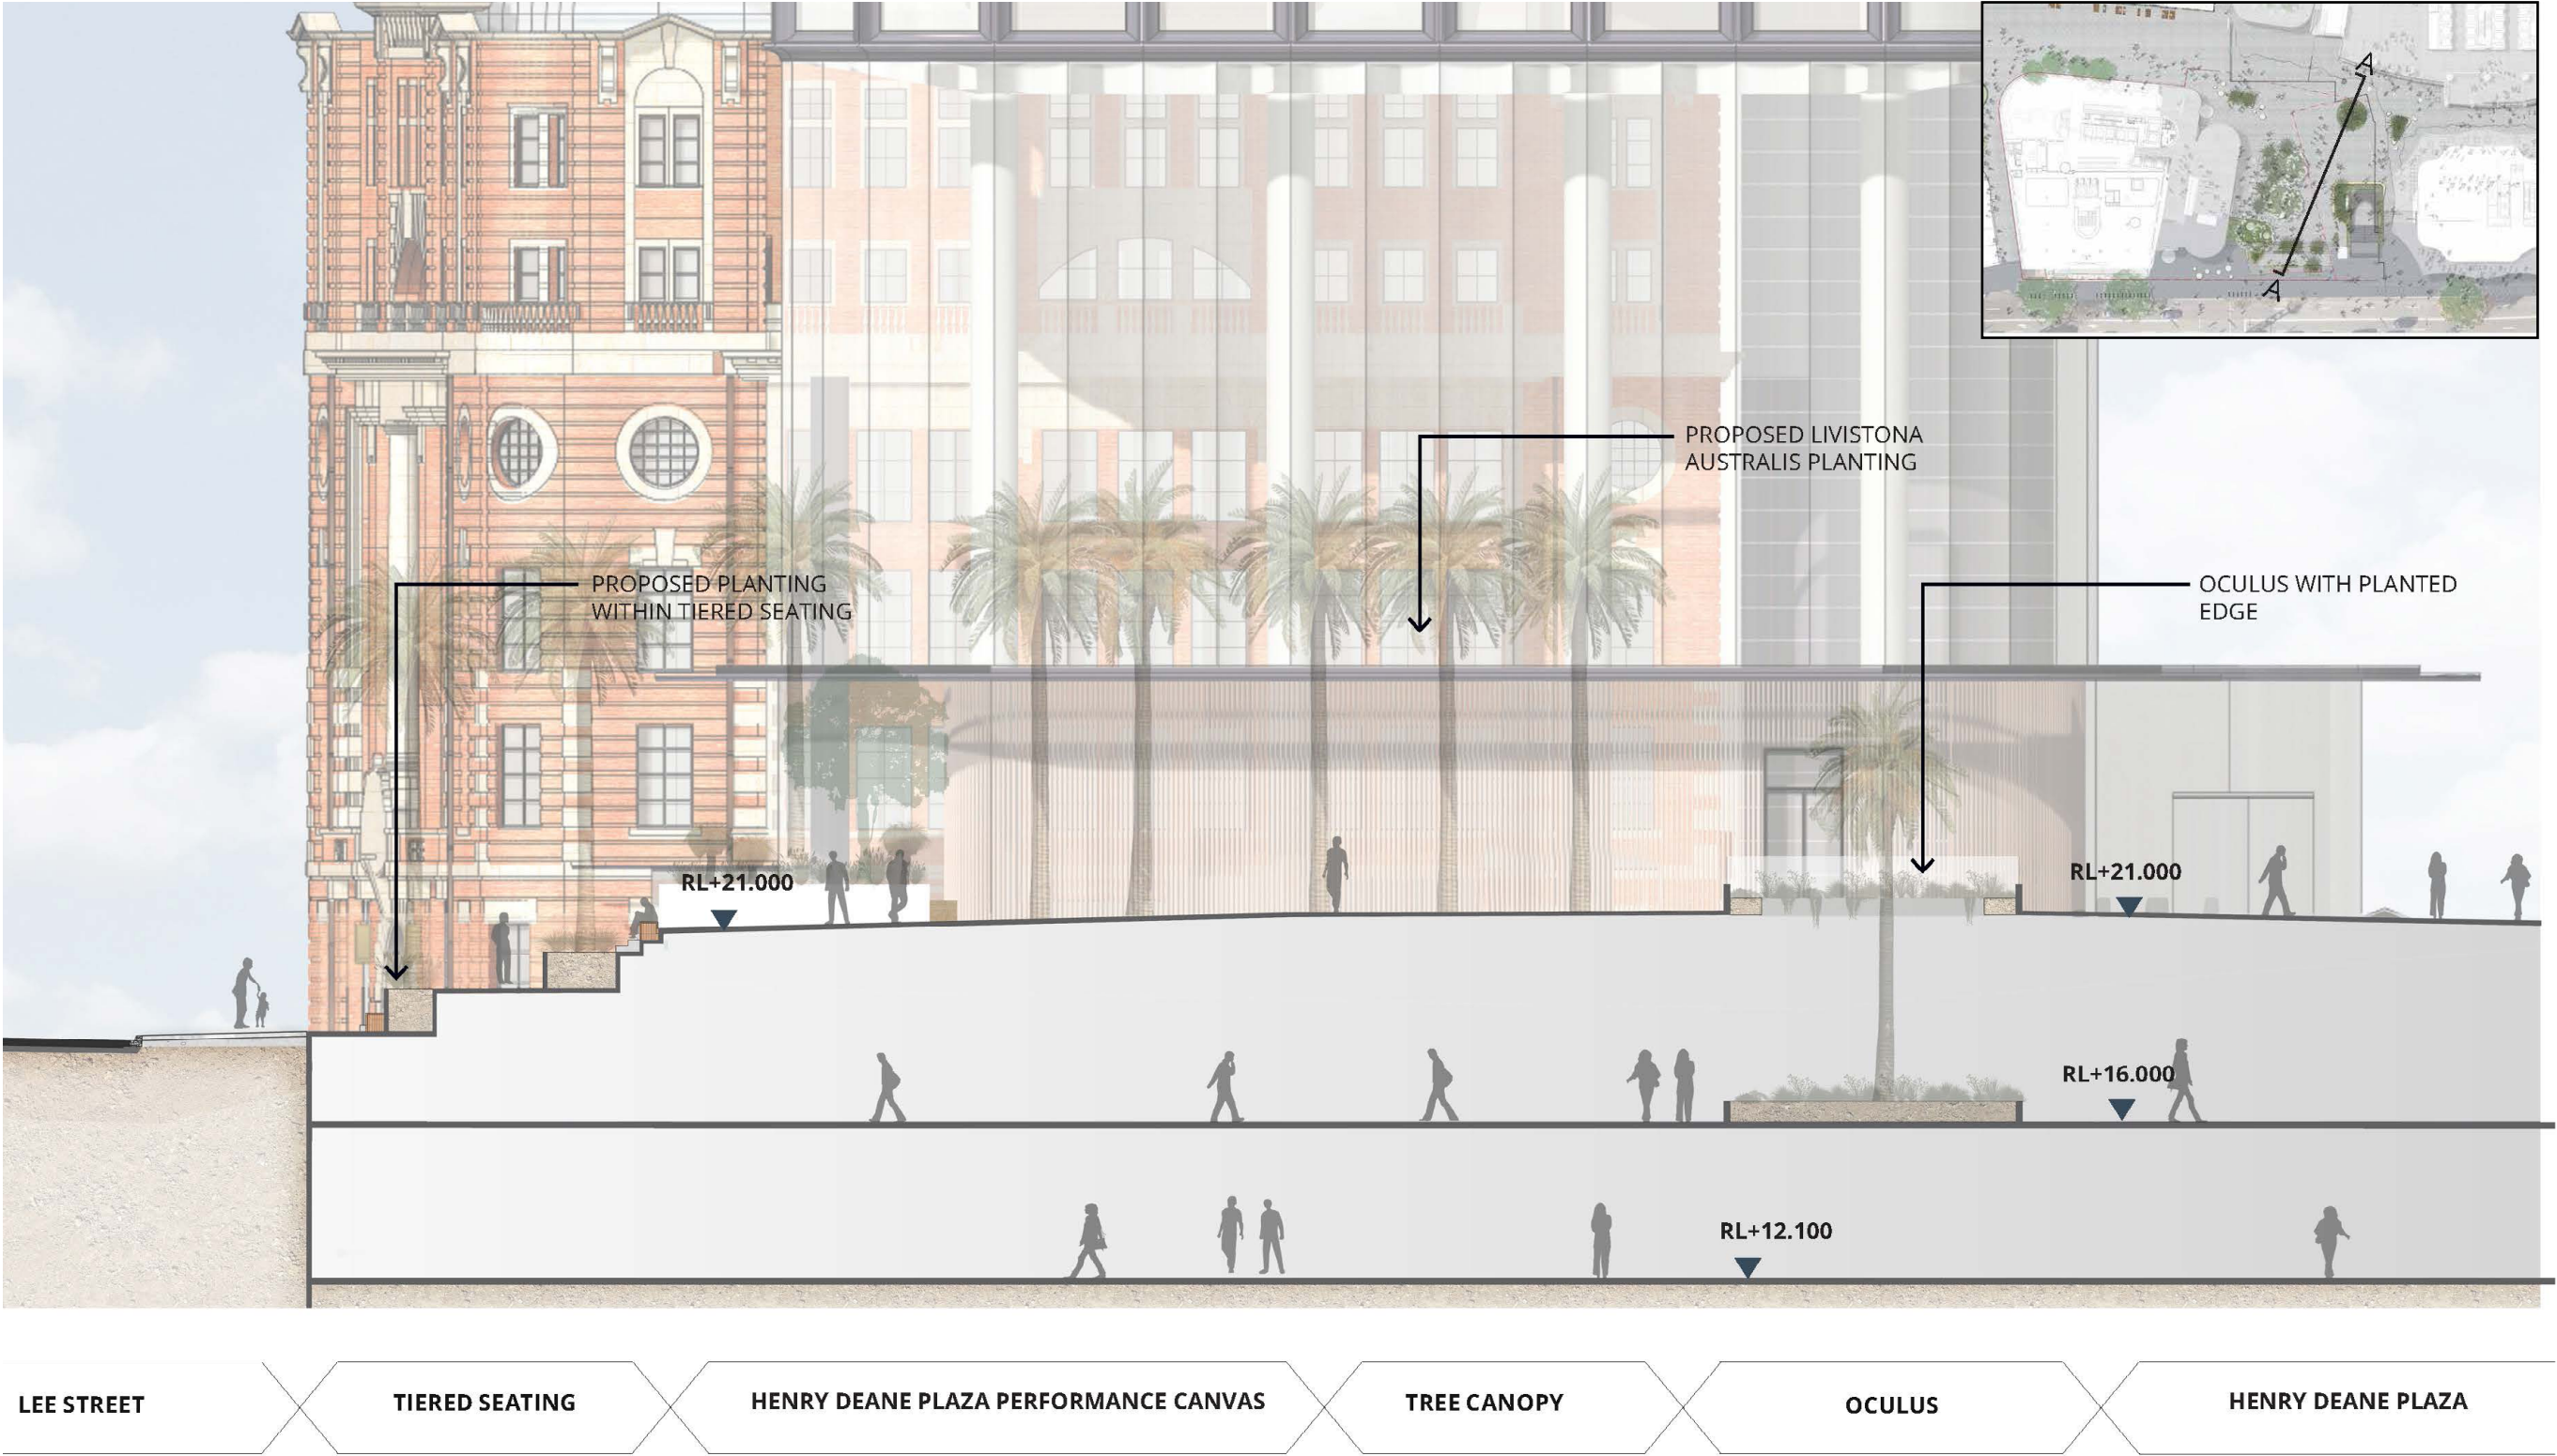 A
A
PROPOSED LIVISTONA
AUSTRALIS PLANTING
PROPOSED PLANTING
WITHIN TIERED SEATING
OCULUS WITH PLANTED
EDGE
RL+21.000
RL+21.000
RL+16.000
RL+12.100
LEE STREET
TIERED SEATING
HENRY DEANE PLAZA PERFORMANCE CANVAS
TREE CANOPY
OCULUS
HENRY DEANE PLAZA